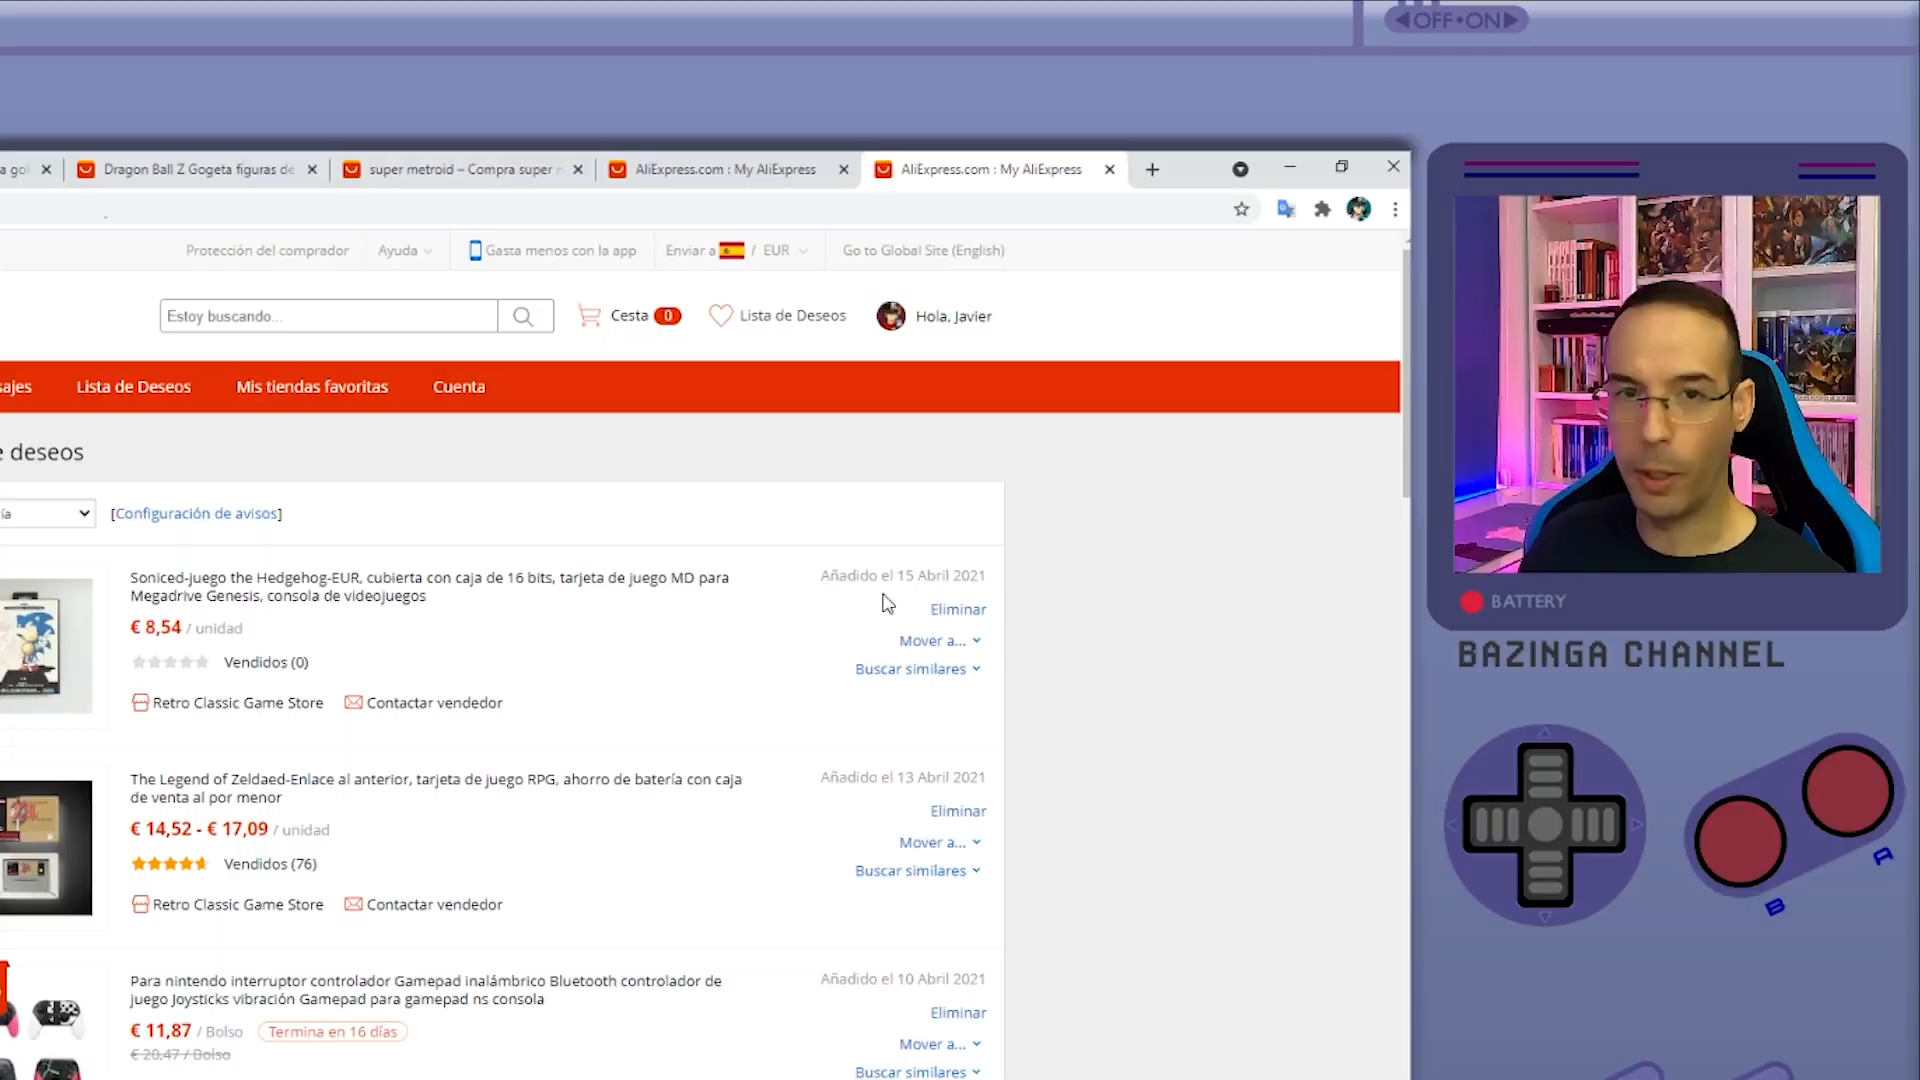 OFF•ON
a gol
Dragon Ball Z Gogeta figuras de
super metroid – Compra super
AliExpress.com : My AliExpress
AliExpress.com : My AliExpress
Protección del comprador
Ayuda
Gasta menos con la app
Enviar a / EUR
Go to Global Site (English)
Estoy buscando...
Cesta 0
Lista de Deseos
Hola, Javier
sajes
Lista de Deseos
Mis tiendas favoritas
Cuenta
e deseos
ía
[Configuración de avisos]
Soniced-juego the Hedgehog-EUR, cubierta con caja de 16 bits, tarjeta de juego MD para
Megadrive Genesis, consola de videojuegos
€ 8,54 / unidad
Vendidos (0)
Retro Classic Game Store
Contactar vendedor
Añadido el 15 Abril 2021
Eliminar
Mover a...
Buscar similares
The Legend of Zeldaed-Enlace al anterior, tarjeta de juego RPG, ahorro de batería con caja
de venta al por menor
€ 14,52 - € 17,09 / unidad
Vendidos (76)
Retro Classic Game Store
Contactar vendedor
Añadido el 13 Abril 2021
Eliminar
Mover a...
Buscar similares
Para nintendo interruptor controlador Gamepad inalámbrico Bluetooth controlador de
juego Joysticks vibración Gamepad para gamepad ns consola
€ 11,87 / Bolso
Termina en 16 días
€ 20,47 / Bolso
Añadido el 10 Abril 2021
Eliminar
Mover a...
Buscar similares
BATTERY
BAZINGA CHANNEL
A
B